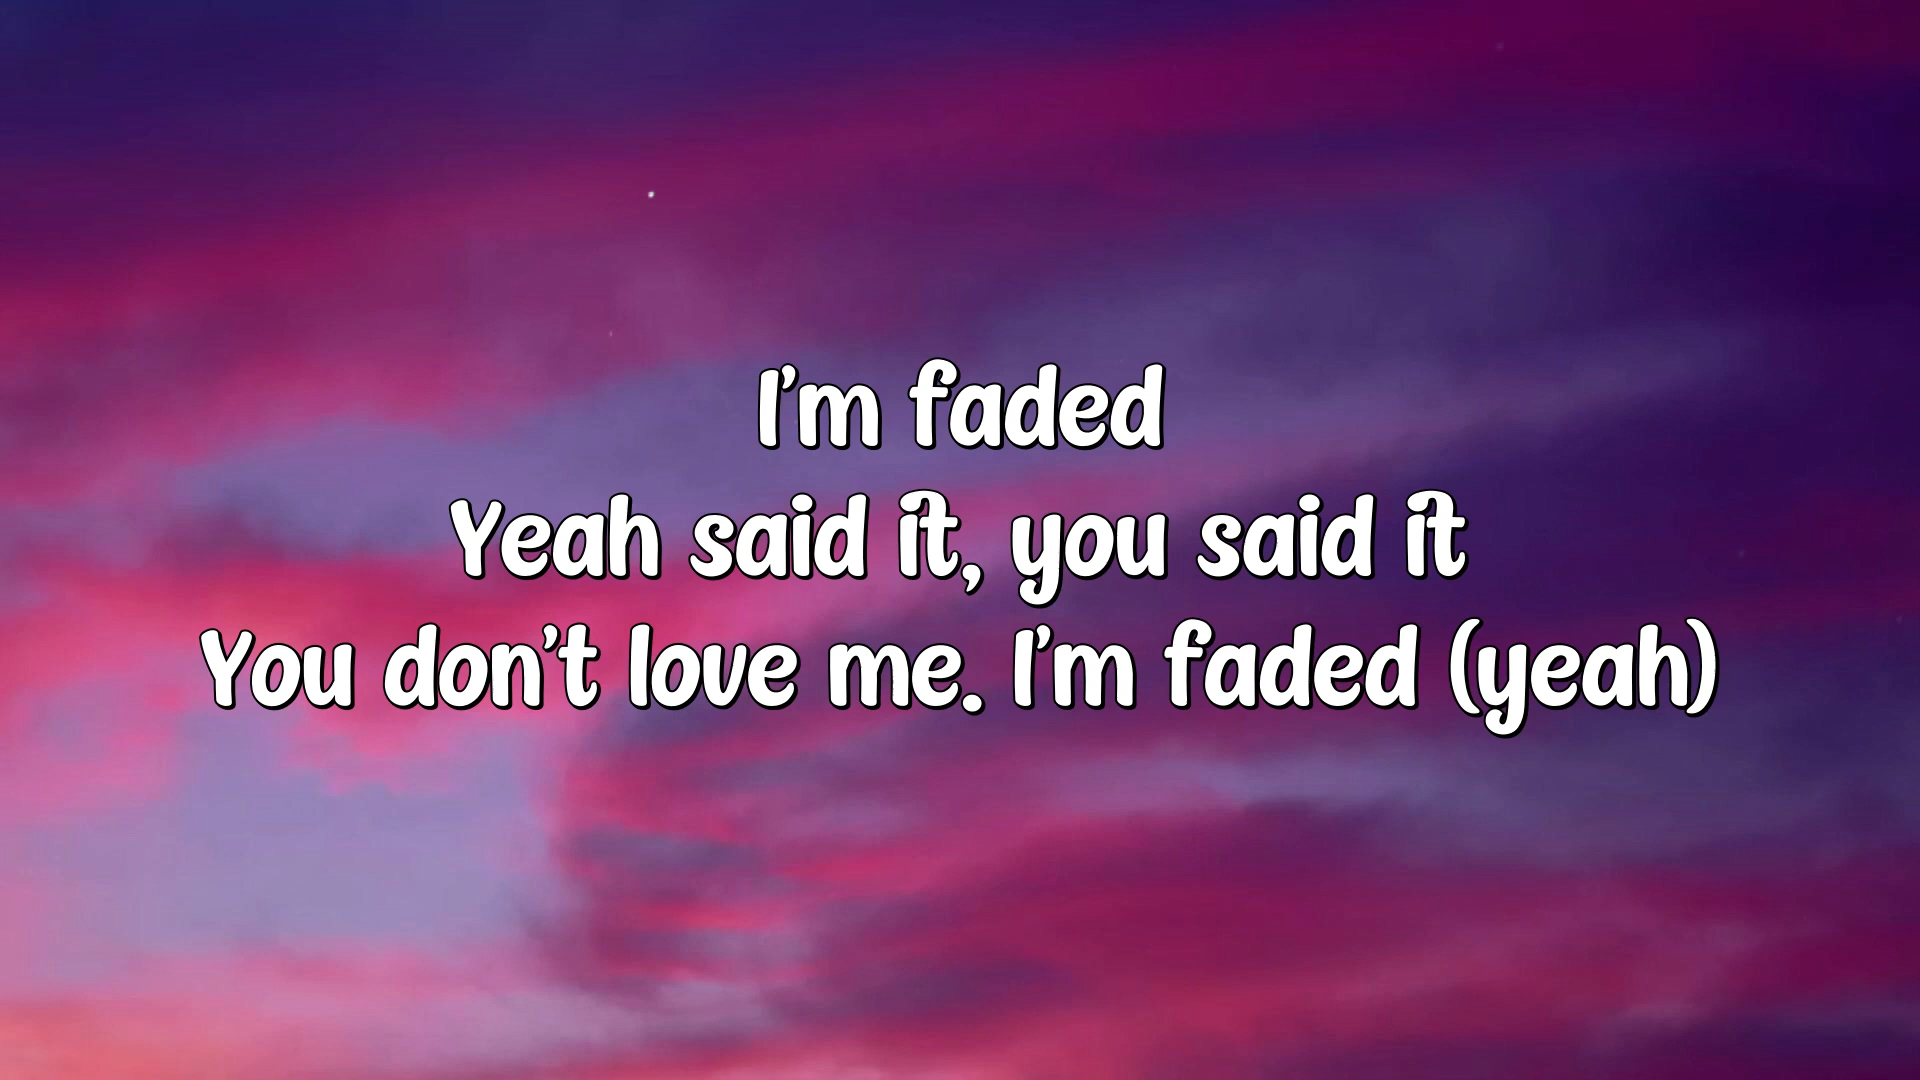 I'm faded
Yeah said it, you said it
You don't love me. I'm faded (yeah)